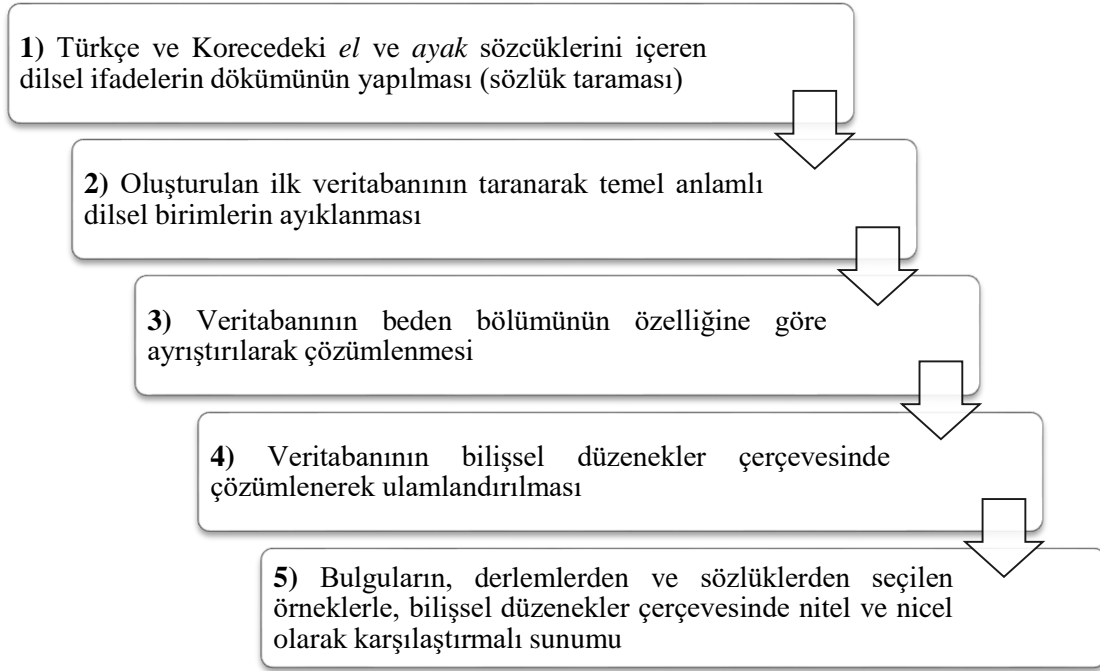 1) Türkçe ve Korecedeki el ve ayak sözcüklerini içeren
dilsel ifadelerin dökümünün yapılması (sözlük taraması)
2) Oluşturulan ilk veritabanının taranarak temel anlamlı
dilsel birimlerin ayıklanması
3) Veritabanının beden bölümünün özelliğine göre
ayrıştırılarak çözümlenmesi
4) Veritabanının bilişsel düzenekler çerçevesinde
çözümlenerek ulamlandırılması
5) Bulguların, derlemlerden ve sözlüklerden seçilen
örneklerle, bilişsel düzenekler çerçevesinde nitel ve nicel
olarak karşılaştırmalı sunumu